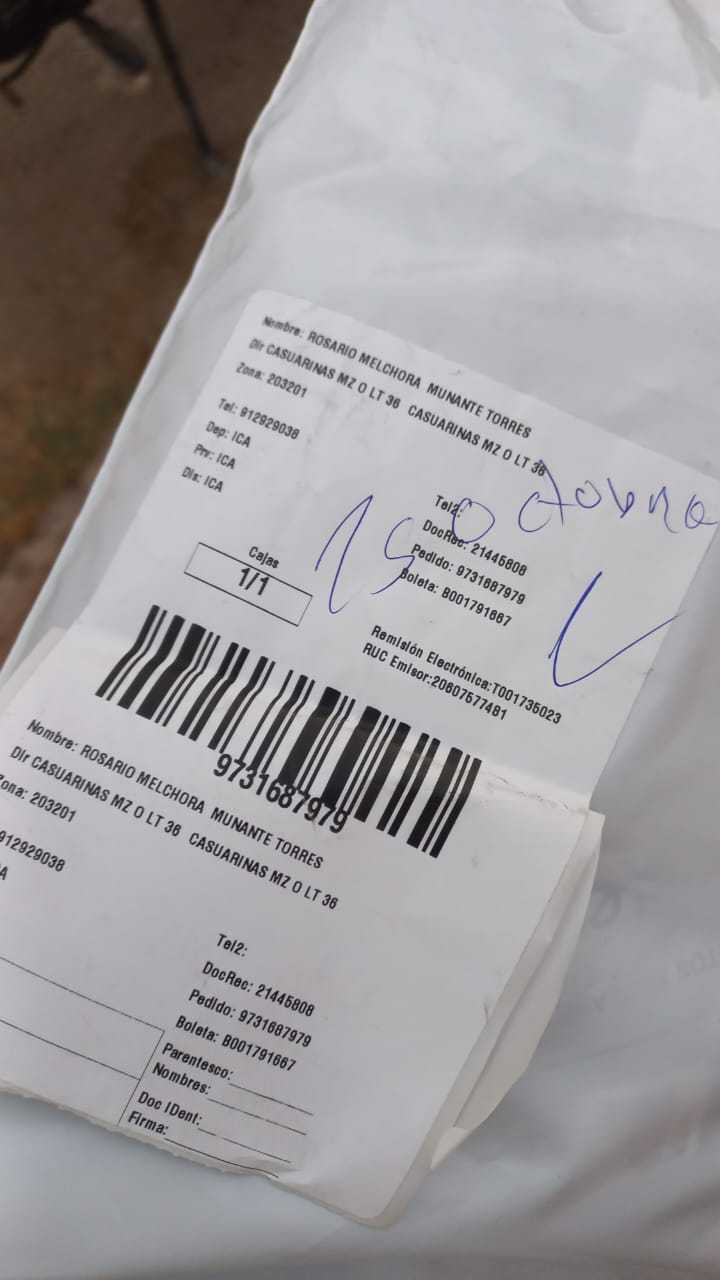 Nombre: ROSARIO MELCHORA MUNANTE TORRES
Dir CASUARINAS MZ O LT 36 CASUARINAS MZ O LT 36
Zona: 203201
Tel: 912929038
Dep: ICA
Prv: ICA
Dis: ICA
Tel2:
DocRec: 21445808
Pedido: 9731687979
Boleta: B001791667
15 octubre
Cajas
1/1
Remisión Electrónica:T001735023
RUC Emisor:20607577481
9731687979
Nombre: ROSARIO MELCHORA MUNANTE TORRES
Dir CASUARINAS MZ O LT 36 CASUARINAS MZ O LT 36
Zona: 203201
912929038
Tel2:
DocRec: 21445808
Pedido: 9731687979
Boleta: B001791667
Parentesco:
Nombres:
Doc IDent:
Firma: